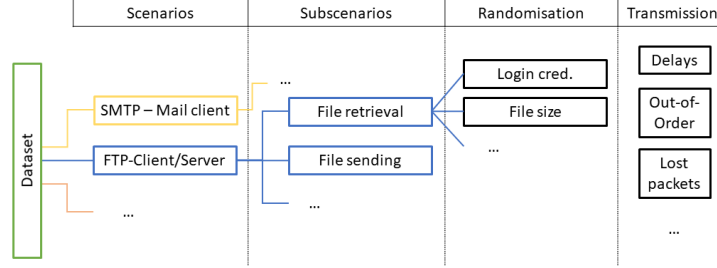 Scenarios
Subscenarios
Randomisation
Transmission
Dataset
SMTP – Mail client
FTP-Client/Server
...
...
File retrieval
File sending
...
Login cred.
File size
...
Delays
Out-of-
Order
Lost
packets
...